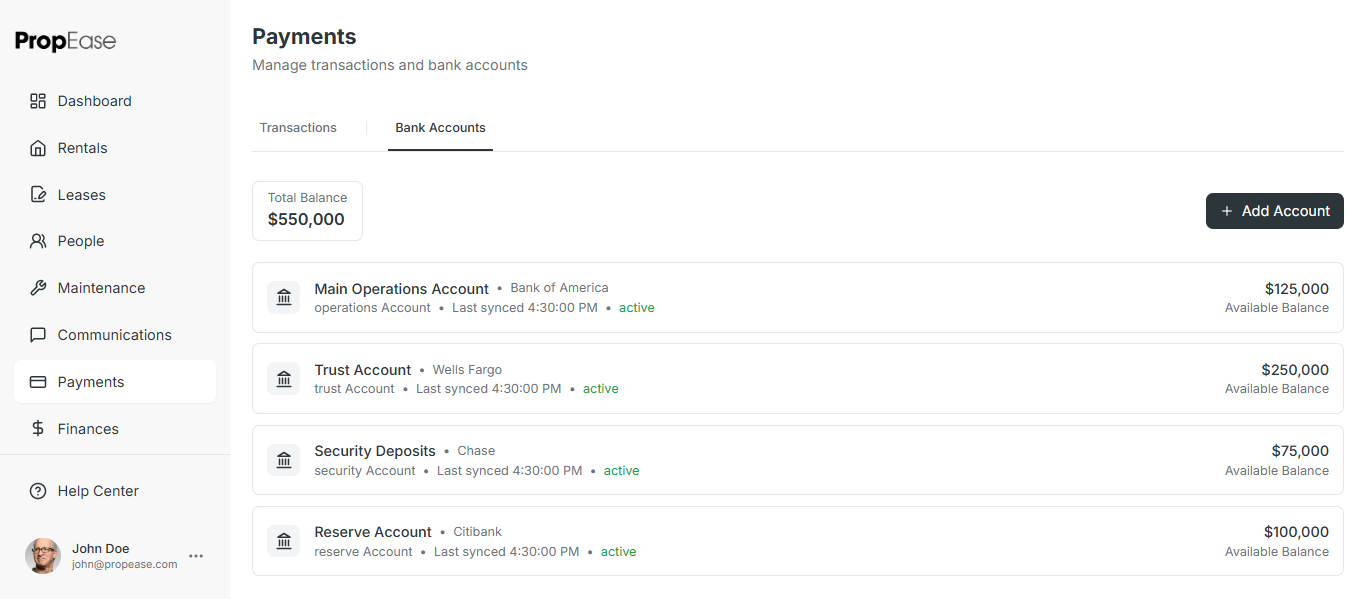 PropEase
Dashboard
Rentals
Leases
People
Maintenance
Communications
Payments
Finances
Help Center
John Doe
john@propease.com
Payments
Manage transactions and bank accounts
Transactions
Bank Accounts
Total Balance
$550,000
+ Add Account
Main Operations Account • Bank of America
operations Account • Last synced 4:30:00 PM • active
$125,000
Available Balance
Trust Account • Wells Fargo
trust Account • Last synced 4:30:00 PM • active
$250,000
Available Balance
Security Deposits • Chase
security Account • Last synced 4:30:00 PM • active
$75,000
Available Balance
Reserve Account • Citibank
reserve Account • Last synced 4:30:00 PM • active
$100,000
Available Balance